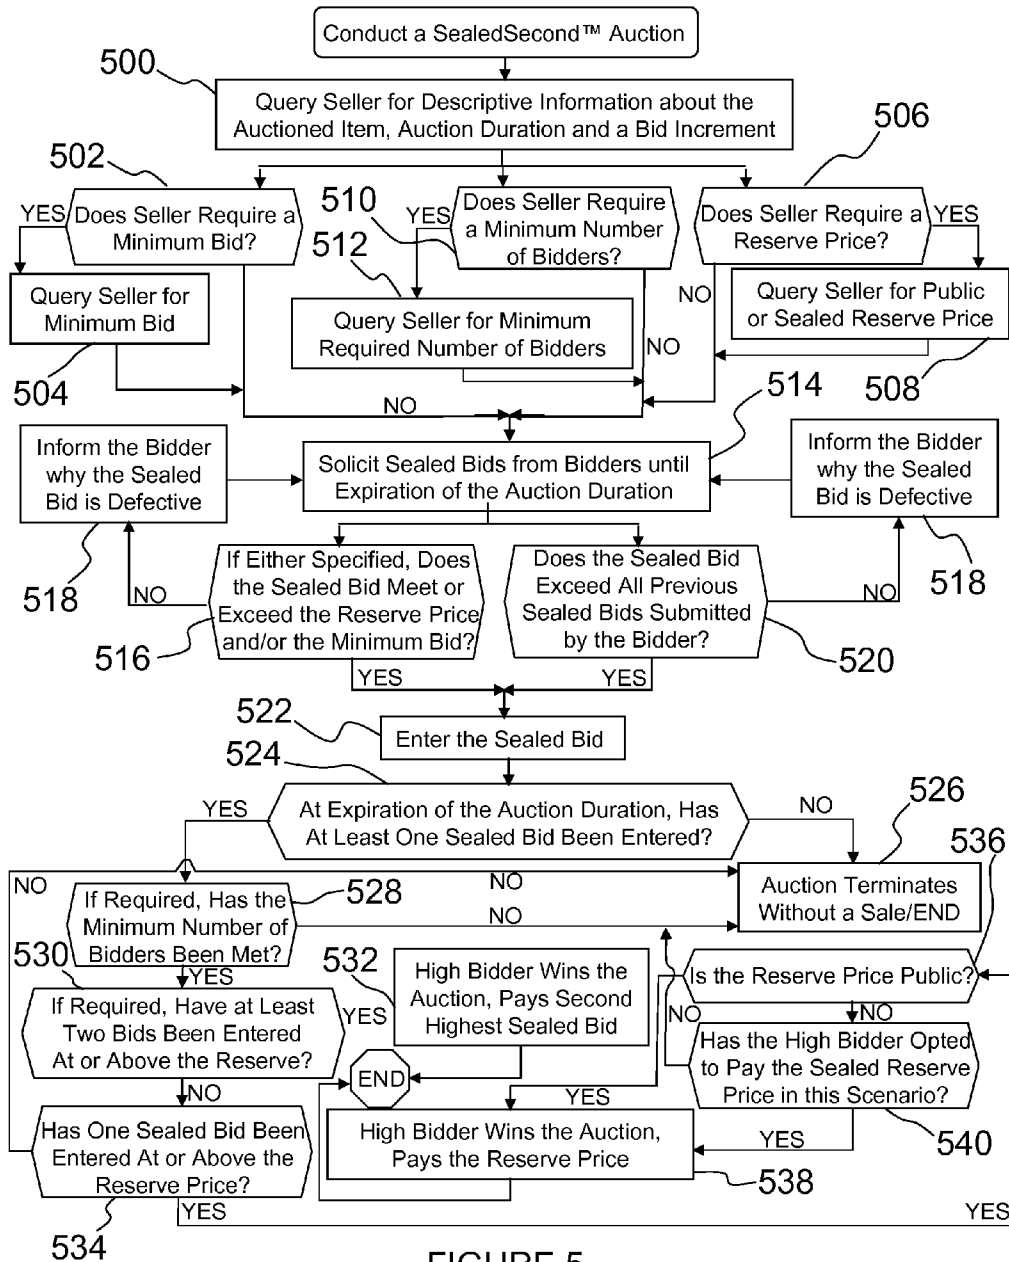 Conduct a SealedSecond™ Auction
500
Query Seller for Descriptive Information about the
Auctioned Item, Auction Duration and a Bid Increment
502
506
510
YES
Does Seller Require a
Minimum Bid?
YES
Does Seller Require
a Minimum Number
of Bidders?
Does Seller Require a
Reserve Price?
YES
512
Query Seller for
Minimum Bid
Query Seller for Minimum
Required Number of Bidders
NO
Query Seller for Public
or Sealed Reserve Price
NO
504
508
NO
514
Inform the Bidder
why the Sealed
Bid is Defective
Solicit Sealed Bids from Bidders until
Expiration of the Auction Duration
Inform the Bidder
why the Sealed
Bid is Defective
518
518
NO
If Either Specified, Does
the Sealed Bid Meet or
Exceed the Reserve Price
and/or the Minimum Bid?
Does the Sealed Bid
Exceed All Previous
Sealed Bids Submitted
by the Bidder?
NO
516
520
YES
YES
522
Enter the Sealed Bid
524
YES
At Expiration of the Auction Duration, Has
At Least One Sealed Bid Been Entered?
NO
526
536
NO
NO
Auction Terminates
Without a Sale/END
528
If Required, Has the
Minimum Number of
Bidders Been Met?
NO
530
YES
532
High Bidder Wins the
Auction, Pays Second
Highest Sealed Bid
Is the Reserve Price Public?
If Required, Have at Least
Two Bids Been Entered
At or Above the Reserve?
YES
NO
NO
Has the High Bidder Opted
to Pay the Sealed Reserve
Price in this Scenario?
END
NO
YES
540
Has One Sealed Bid Been
Entered At or Above the
Reserve Price?
High Bidder Wins the Auction,
Pays the Reserve Price
YES
538
YES
YES
534
FIGURE 5